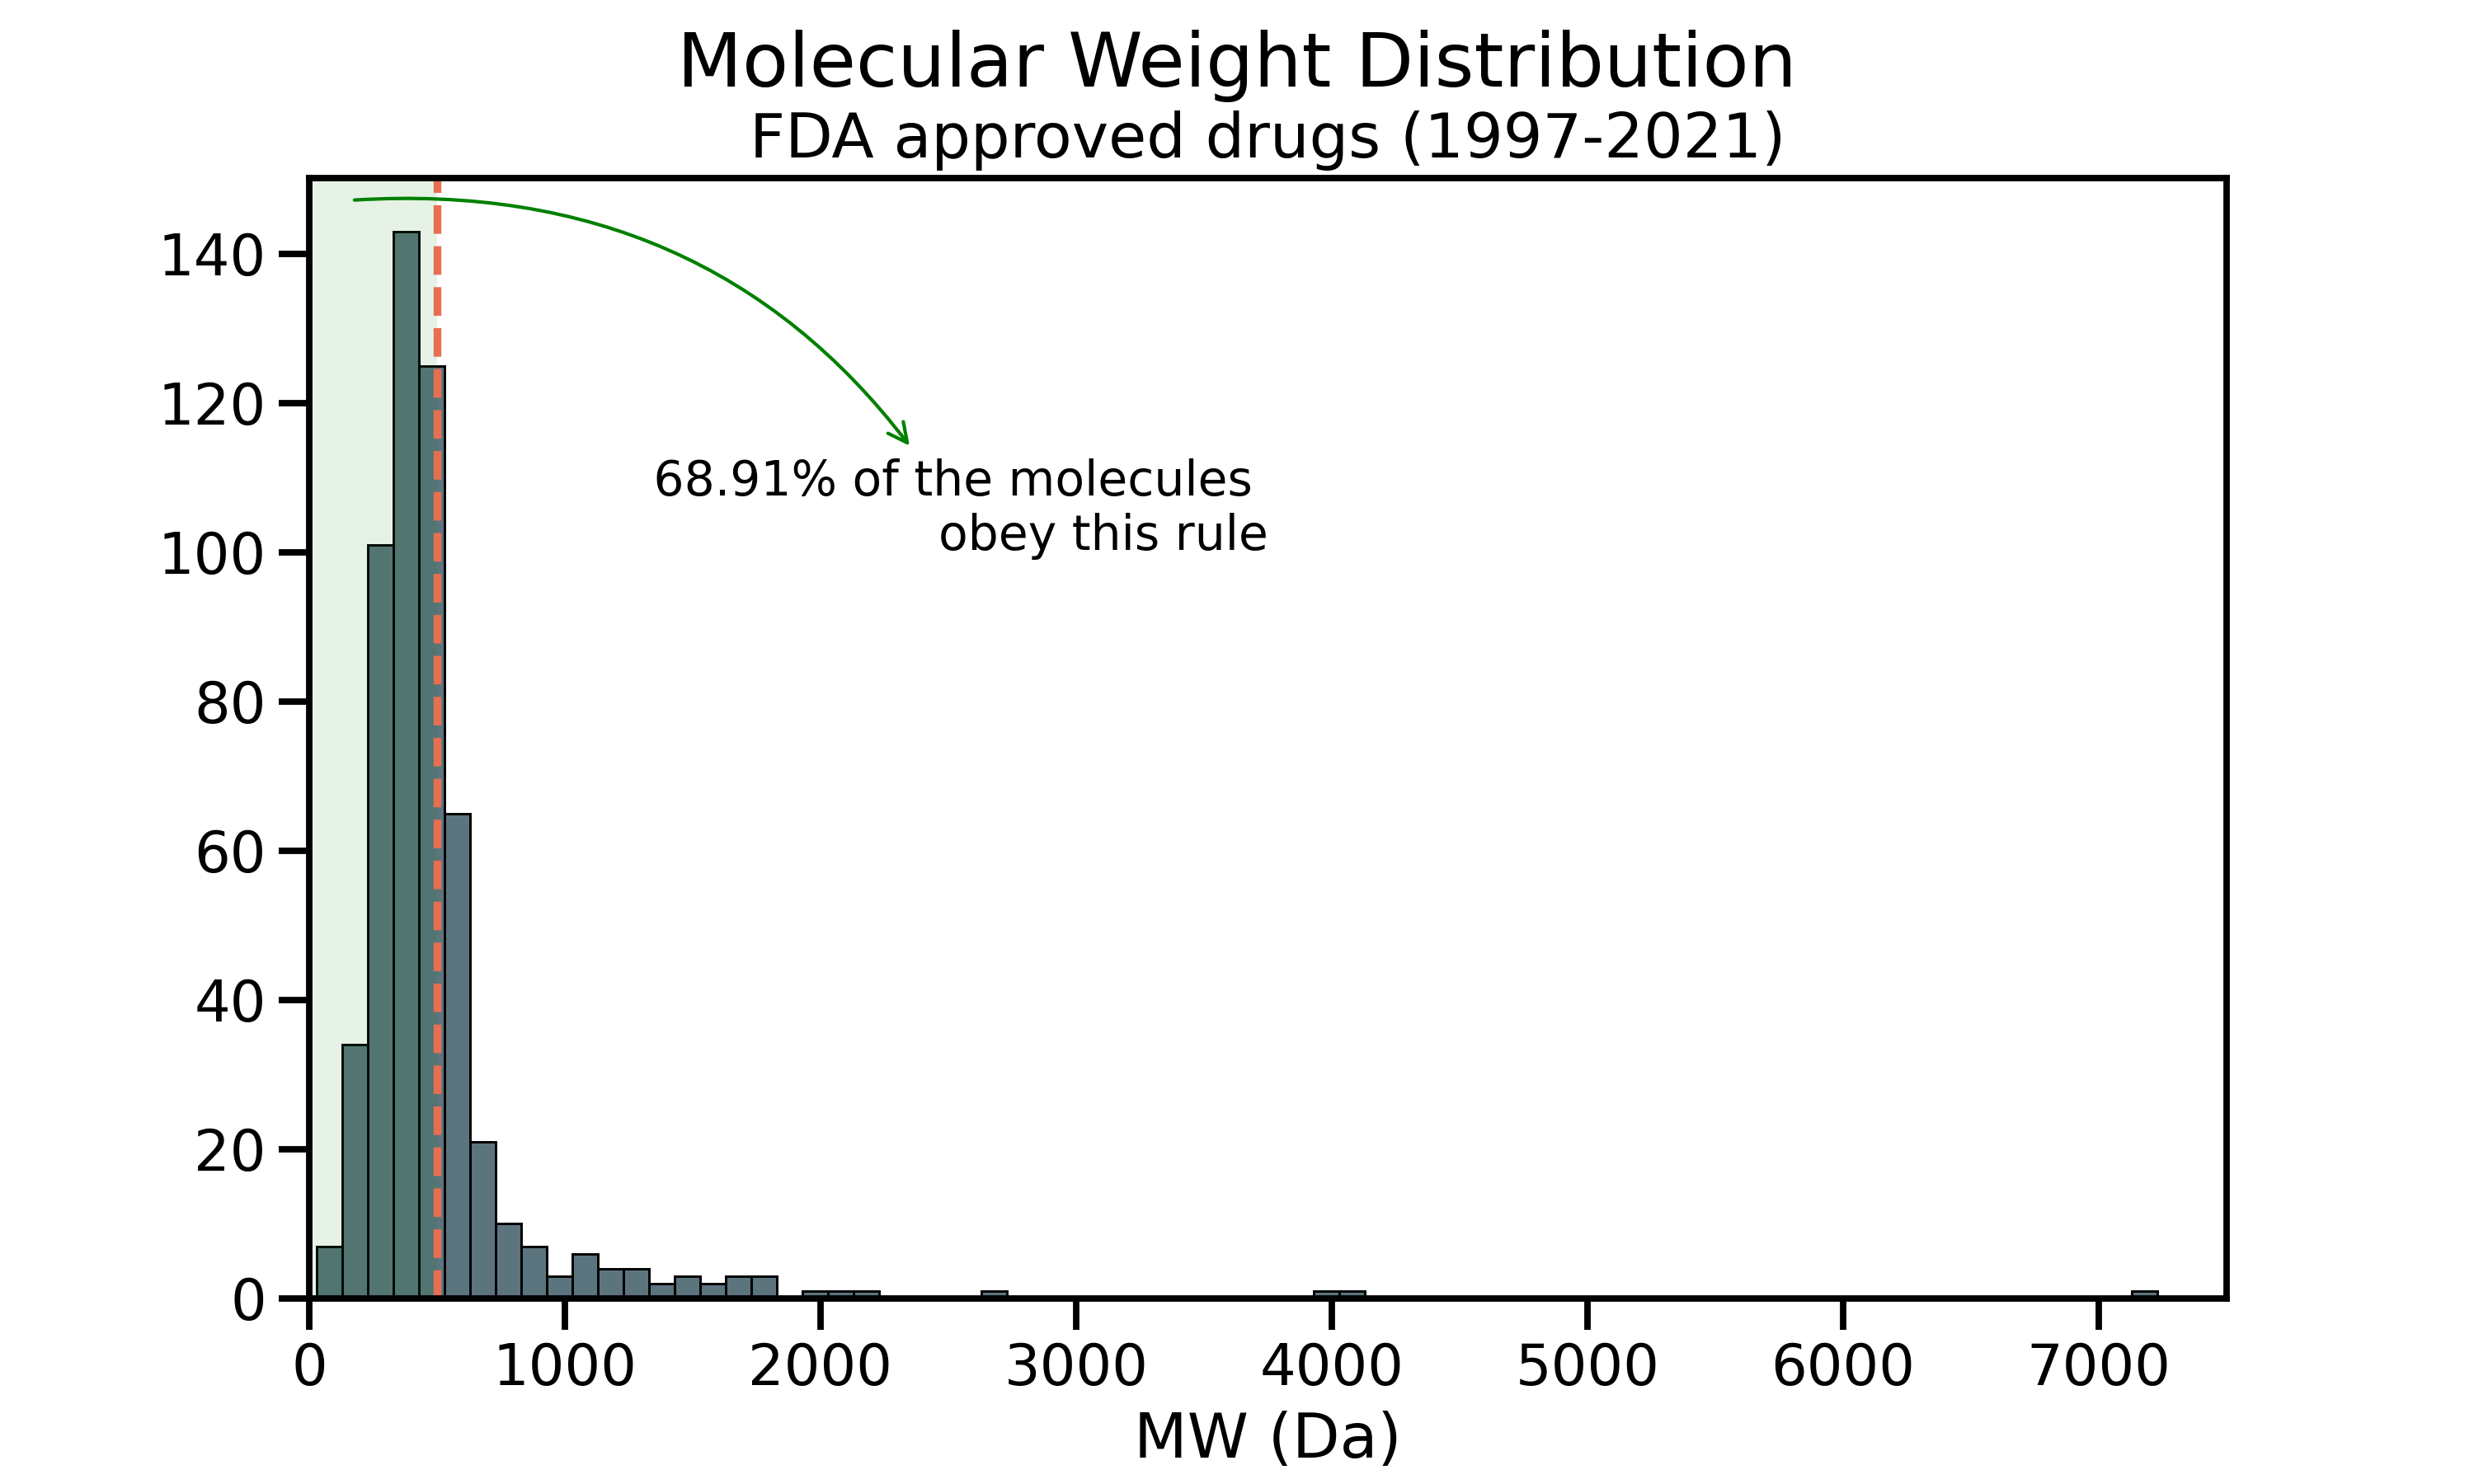 Molecular Weight Distribution
FDA approved drugs (1997-2021)
140
120
100
80
60
40
20
0
68.91% of the molecules
obey this rule
0 1000 2000 3000 4000 5000 6000 7000
MW (Da)